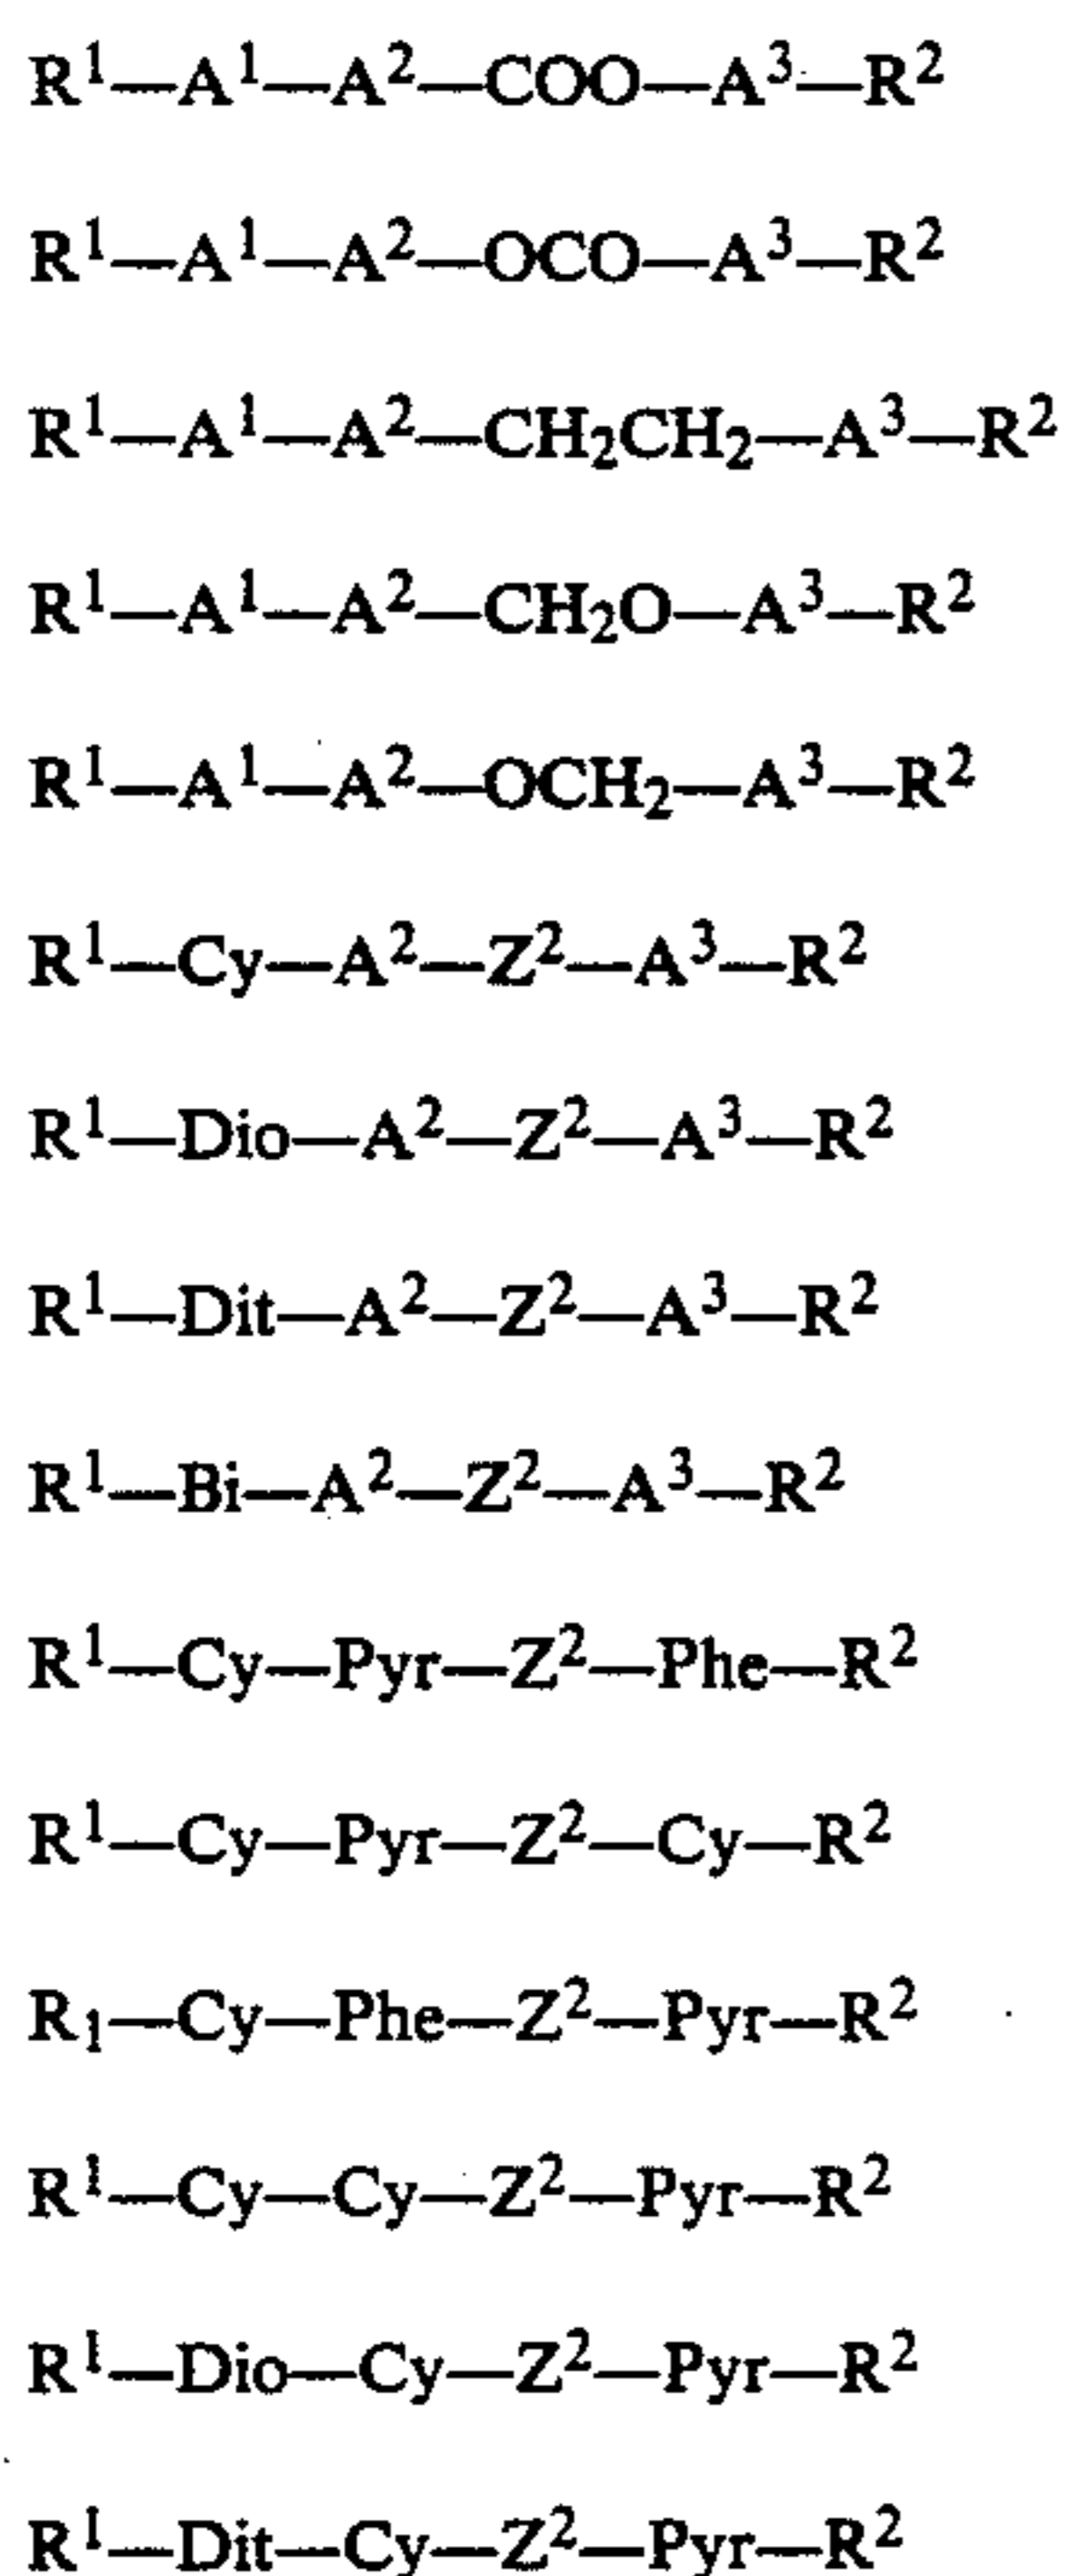 R¹—A¹—A²—COO—A³—R²
R¹—A¹—A²—OCO—A³—R²
R¹—A¹—A²—CH₂CH₂—A³—R²
R¹—A¹—A²—CH₂O—A³—R²
R¹—A¹—A²—OCH₂—A³—R²
R¹—Cy—A²—Z²—A³—R²
R¹—Dio—A²—Z²—A³—R²
R¹—Dit—A²—Z²—A³—R²
R¹—Bi—A²—Z²—A³—R²
R¹—Cy—Pyr—Z²—Phe—R²
R¹—Cy—Pyr—Z²—Cy—R²
R₁—Cy—Phe—Z²—Pyr—R²
R¹—Cy—Cy—Z²—Pyr—R²
R¹—Dio—Cy—Z²—Pyr—R²
R¹—Dit—Cy—Z²—Pyr—R²